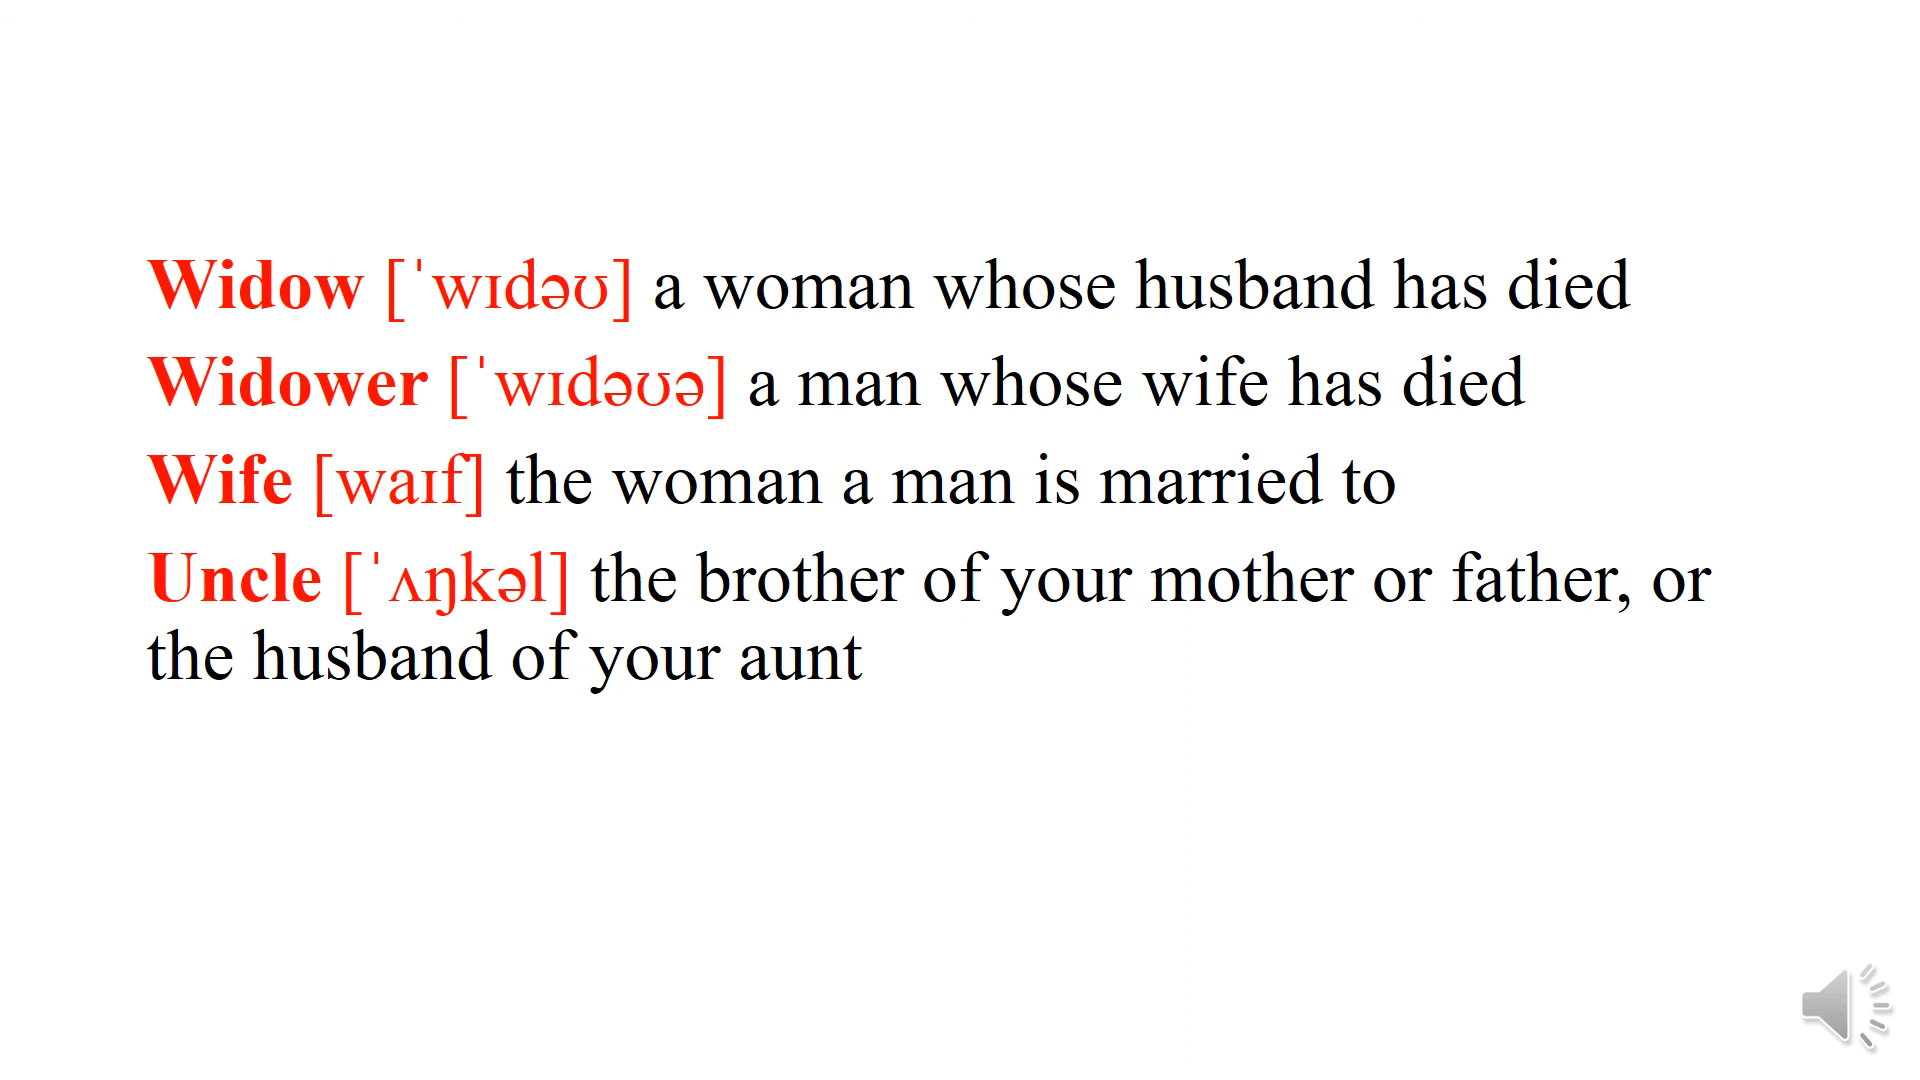 Widow [ˈwɪdəʊ] a woman whose husband has died
Widower [ˈwɪdəʊə] a man whose wife has died
Wife [waɪf] the woman a man is married to
Uncle [ˈʌŋkəl] the brother of your mother or father, or
the husband of your aunt